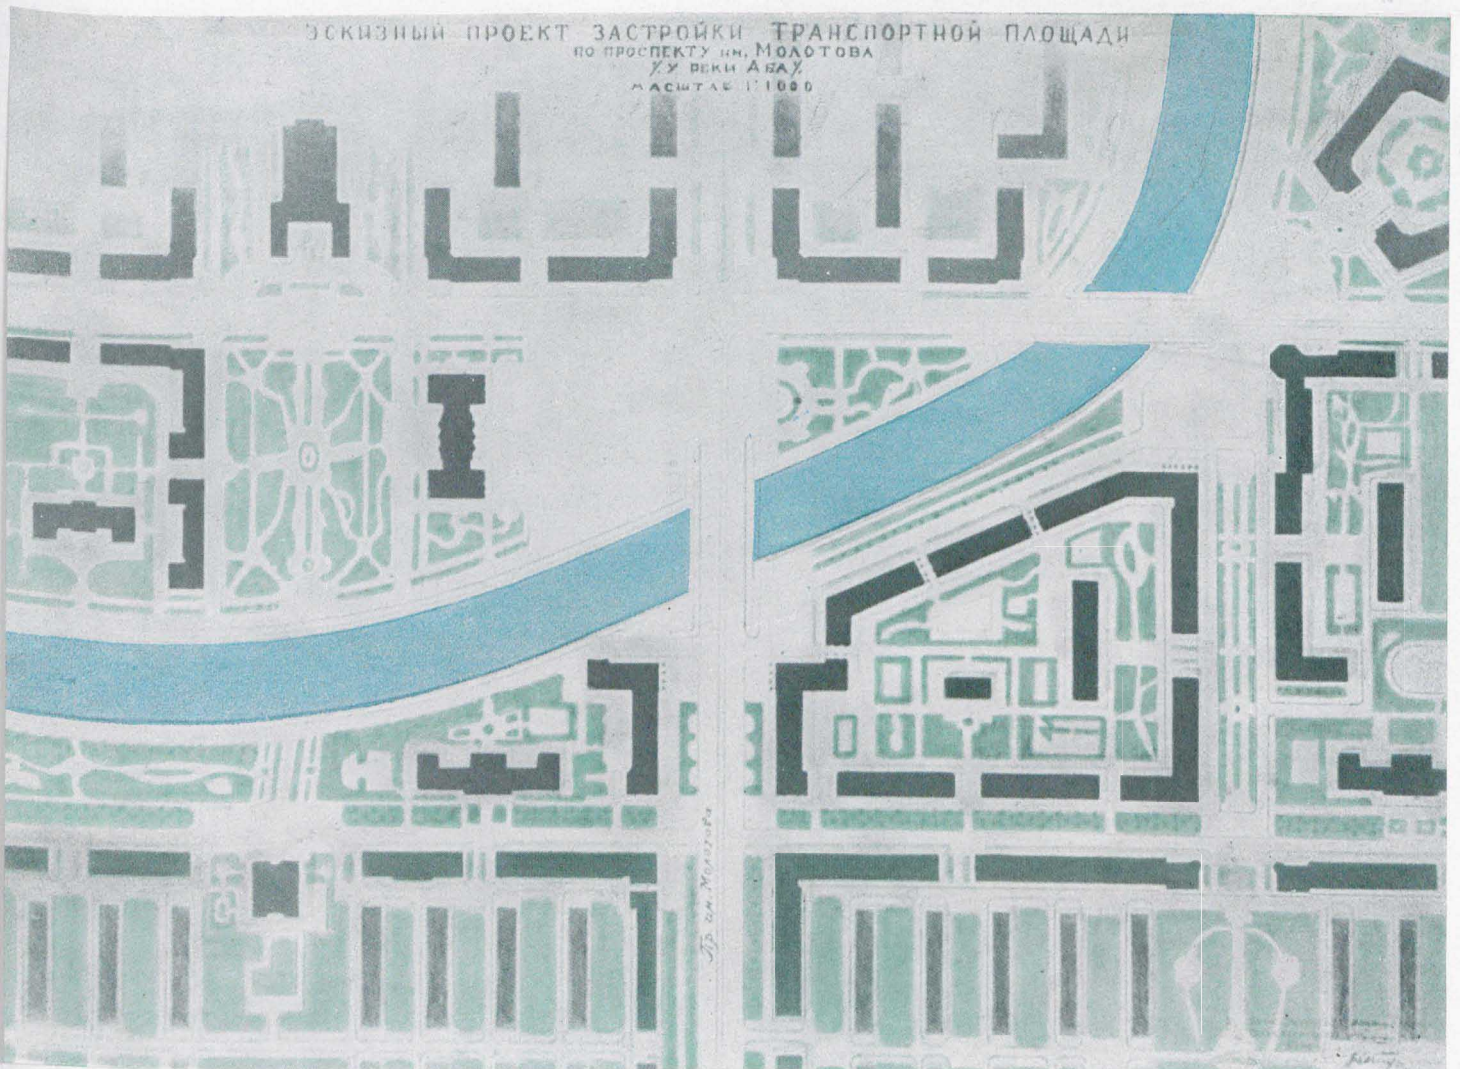 ЭСКИЗНЫЙ ПРОЕКТ ЗАСТРОЙКИ ТРАНСПОРТНОЙ ПЛОЩАДИ
ПО ПРОСПЕКТУ им. МОЛОТОВА
/У РЕКИ АБА/
МАСШТАБ 1:1000
Пр. им. Молотова